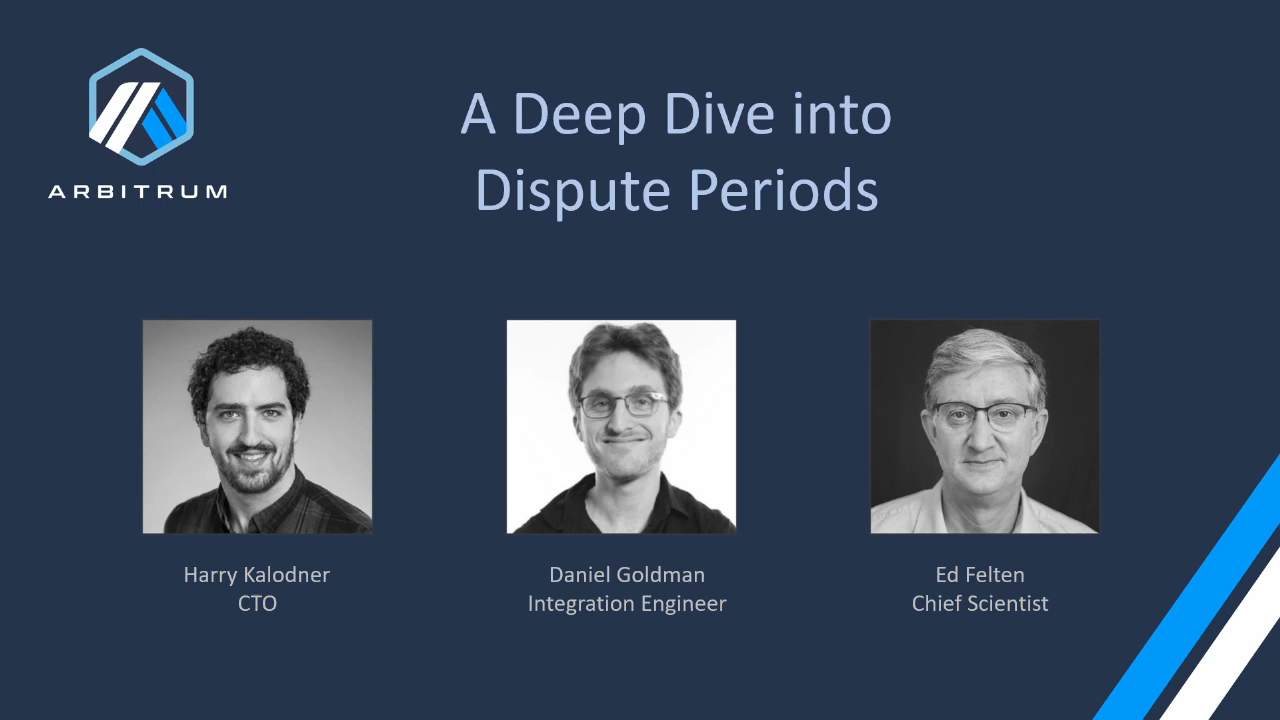 ARBITRUM
A Deep Dive into
Dispute Periods
Harry Kalodner
CTO
Daniel Goldman
Integration Engineer
Ed Felten
Chief Scientist